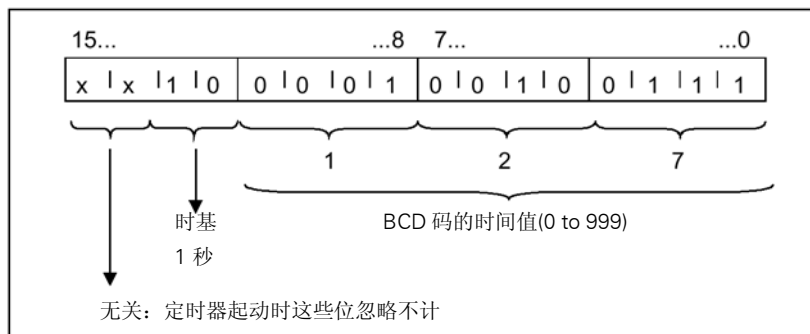 15... ...8 7... ...0
x x 1 0 0 0 0 1 0 0 1 0 0 1 1 1
1 2 7
时基 BCD 码的时间值(0 to 999)
1 秒
无关：定时器起动时这些位忽略不计